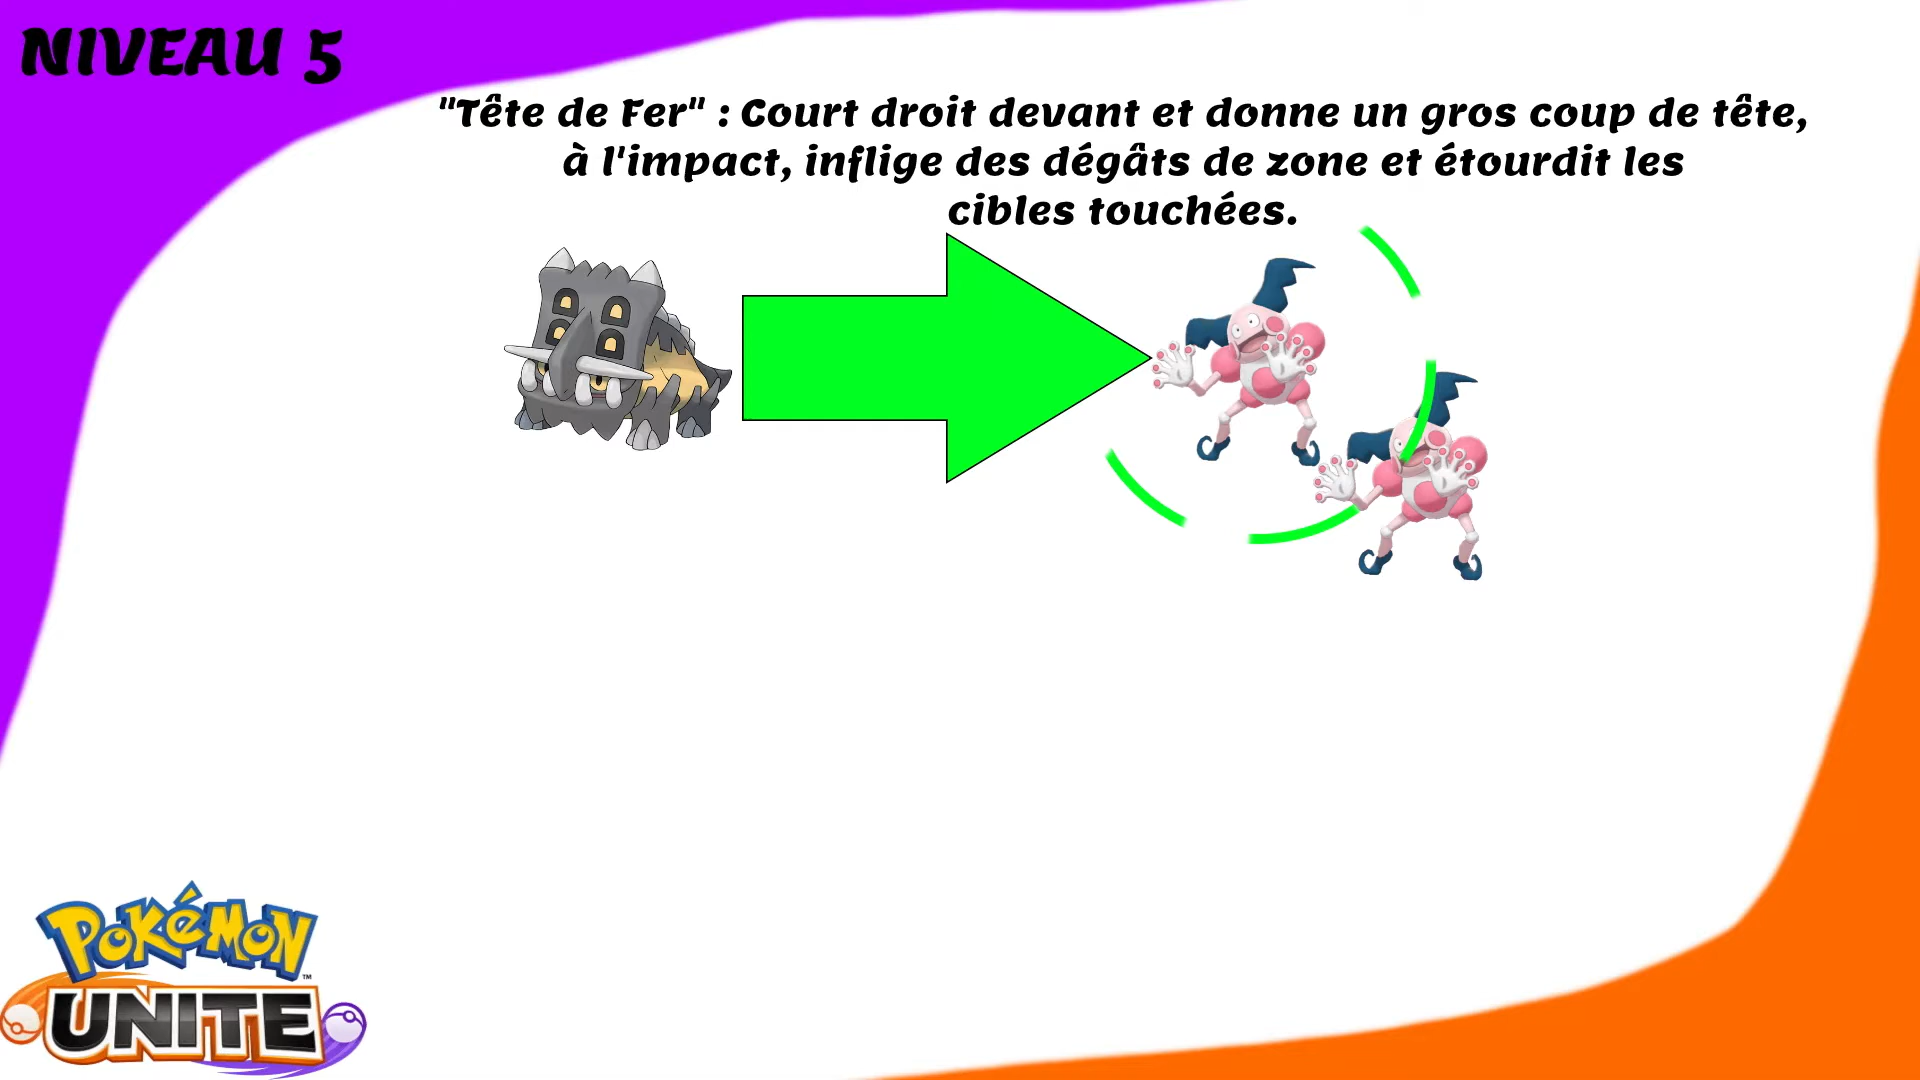 NIVEAU 5
"Tête de Fer" : Court droit devant et donne un gros coup de tête,
à l'impact, inflige des dégâts de zone et étourdit les
cibles touchées.
POKéMON
™
UNITE